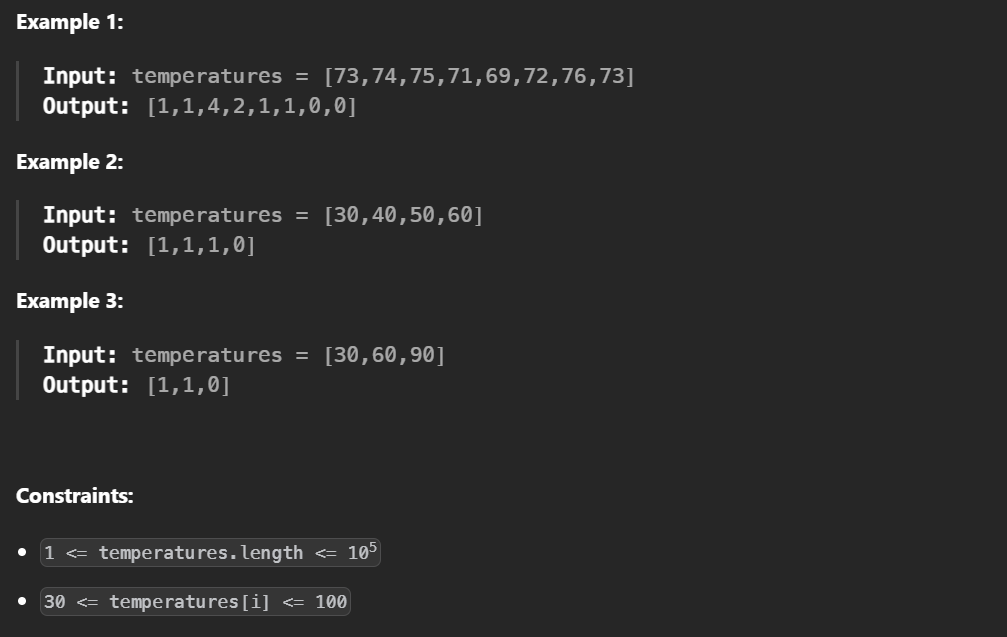 Example 1:
Input: temperatures = [73,74,75,71,69,72,76,73]
Output: [1,1,4,2,1,1,0,0]
Example 2:
Input: temperatures = [30,40,50,60]
Output: [1,1,1,0]
Example 3:
Input: temperatures = [30,60,90]
Output: [1,1,0]
Constraints:
• 1 <= temperatures.length <= 10⁵
• 30 <= temperatures[i] <= 100